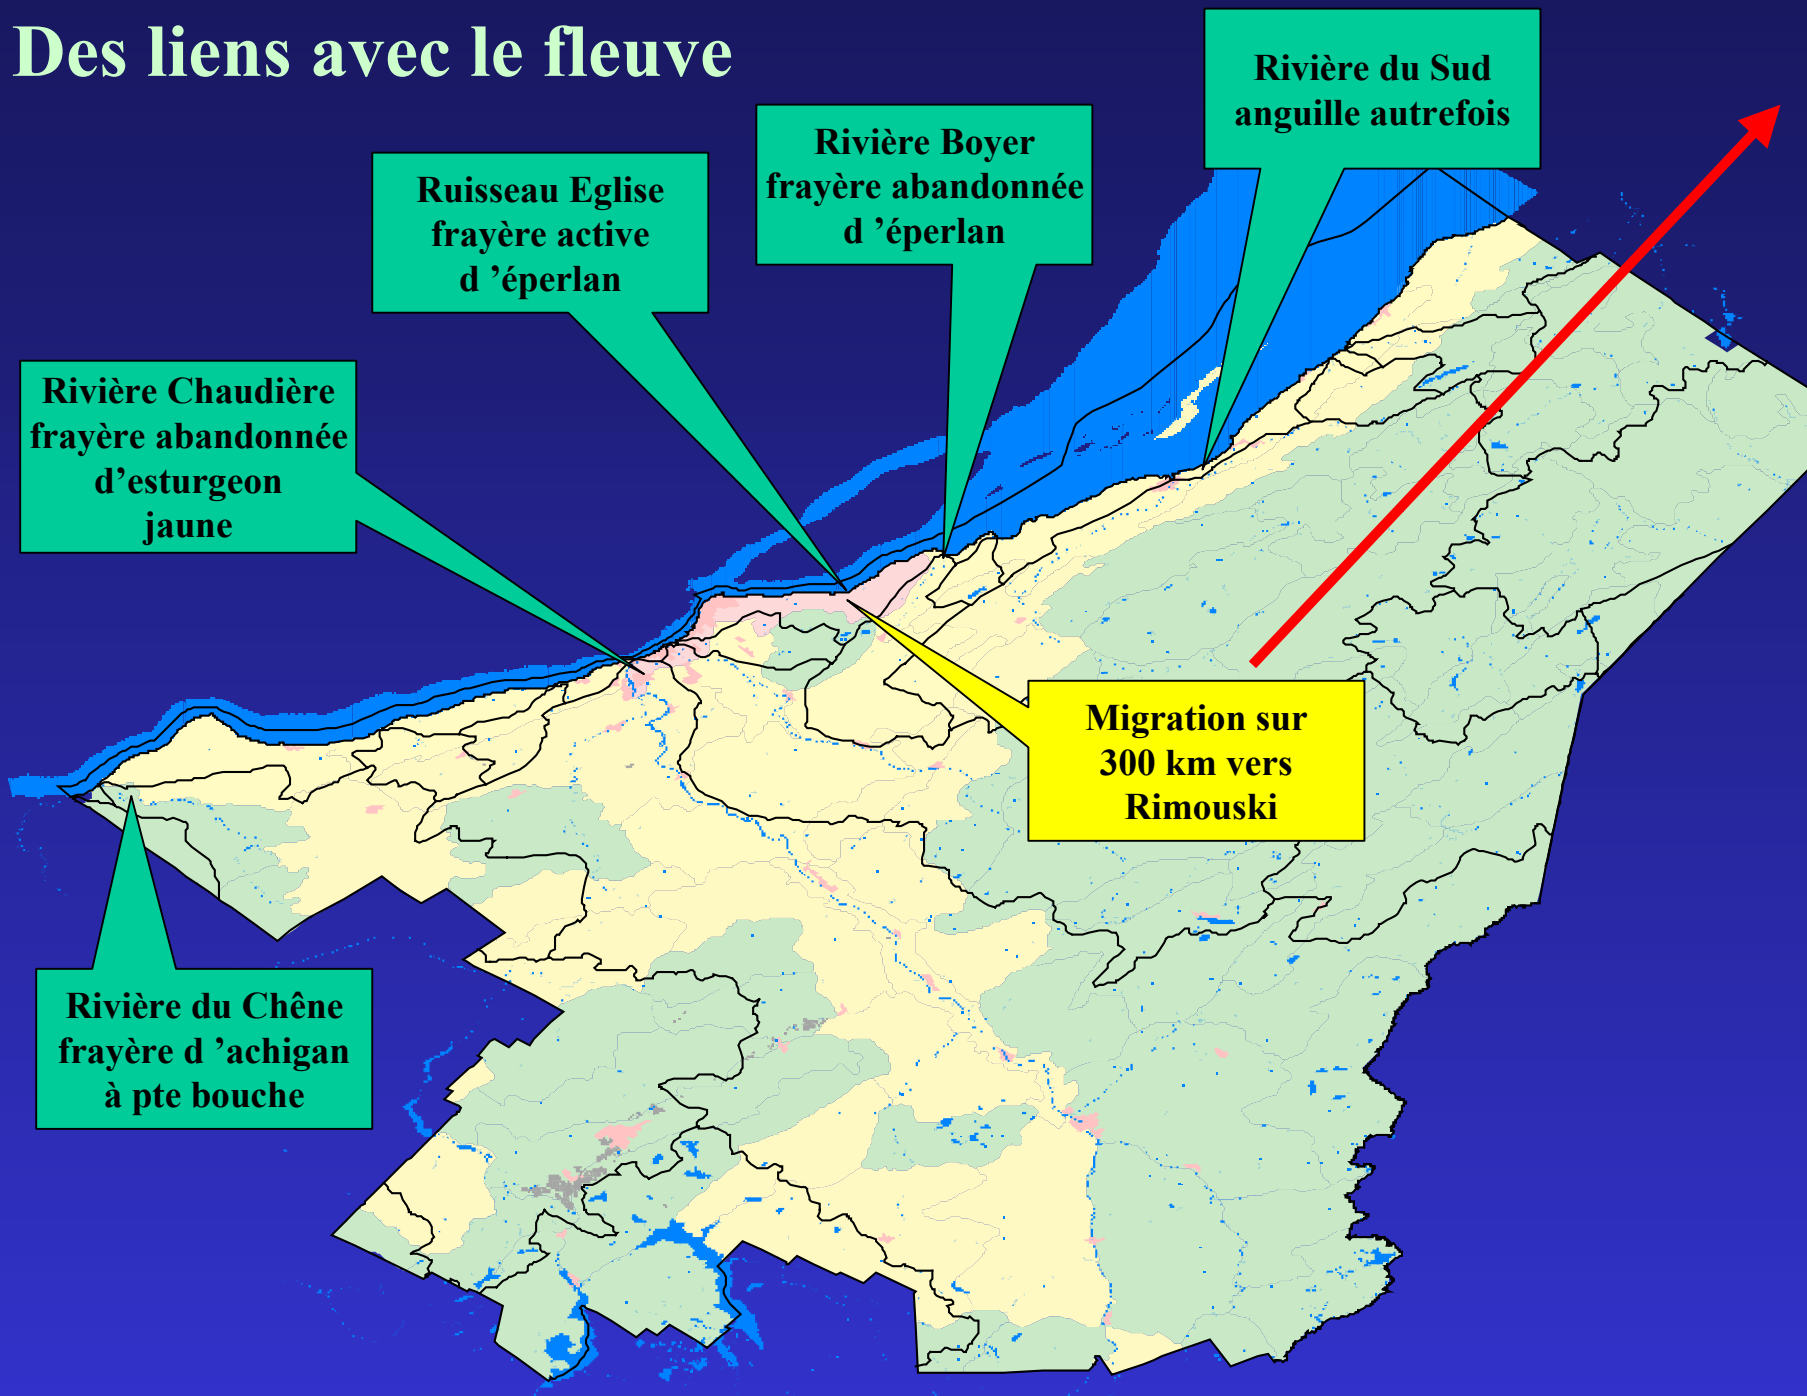 Des liens avec le fleuve
Rivière du Sud
anguille autrefois
Rivière Boyer
frayère abandonnée
d ’éperlan
Ruisseau Eglise
frayère active
d ’éperlan
Rivière Chaudière
frayère abandonnée
d’esturgeon
jaune
Migration sur
300 km vers
Rimouski
Rivière du Chêne
frayère d ’achigan
à pte bouche